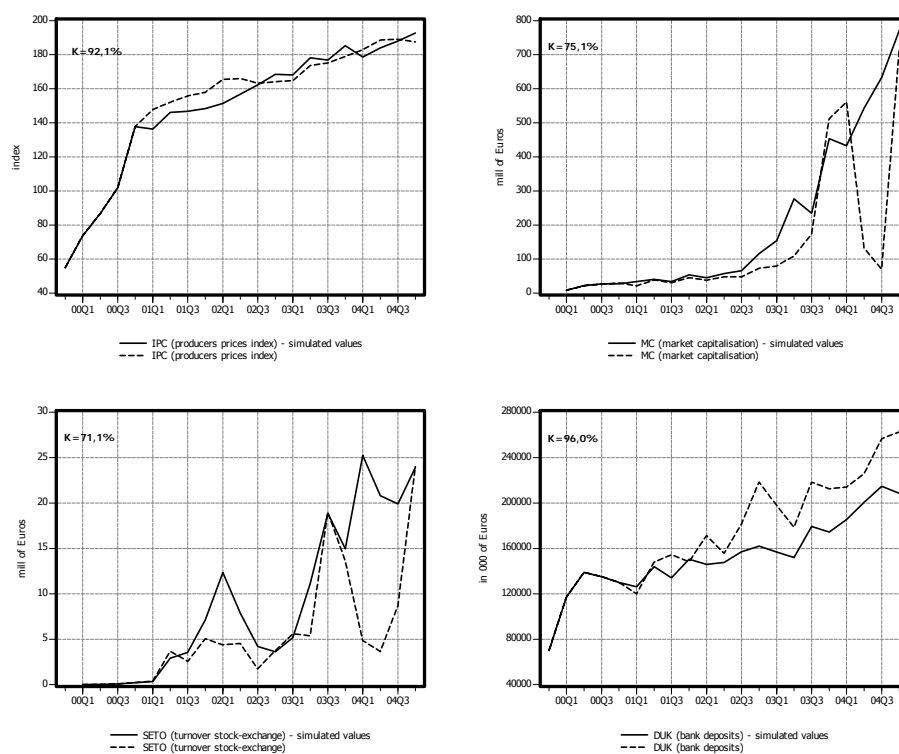 200
180
160
140
120
100
80
60
40
index
K=92,1%
00Q1 00Q3 01Q1 01Q3 02Q1 02Q3 03Q1 03Q3 04Q1 04Q3
IPC (producers prices index) - simulated values
IPC (producers prices index)
800
700
600
500
400
300
200
100
0
mill of Euros
K=75,1%
00Q1 00Q3 01Q1 01Q3 02Q1 02Q3 03Q1 03Q3 04Q1 04Q3
MC (market capitalisation) - simulated values
MC (market capitalisation)
30
25
20
15
10
5
0
mill of Euros
K=71,1%
00Q1 00Q3 01Q1 01Q3 02Q1 02Q3 03Q1 03Q3 04Q1 04Q3
SETO (turnover stock-exchange) - simulated values
SETO (turnover stock-exchange)
280000
240000
200000
160000
120000
80000
40000
in 000 of Euros
K=96,0%
00Q1 00Q3 01Q1 01Q3 02Q1 02Q3 03Q1 03Q3 04Q1 04Q3
DUK (bank deposits) - simulated values
DUK (bank deposits)